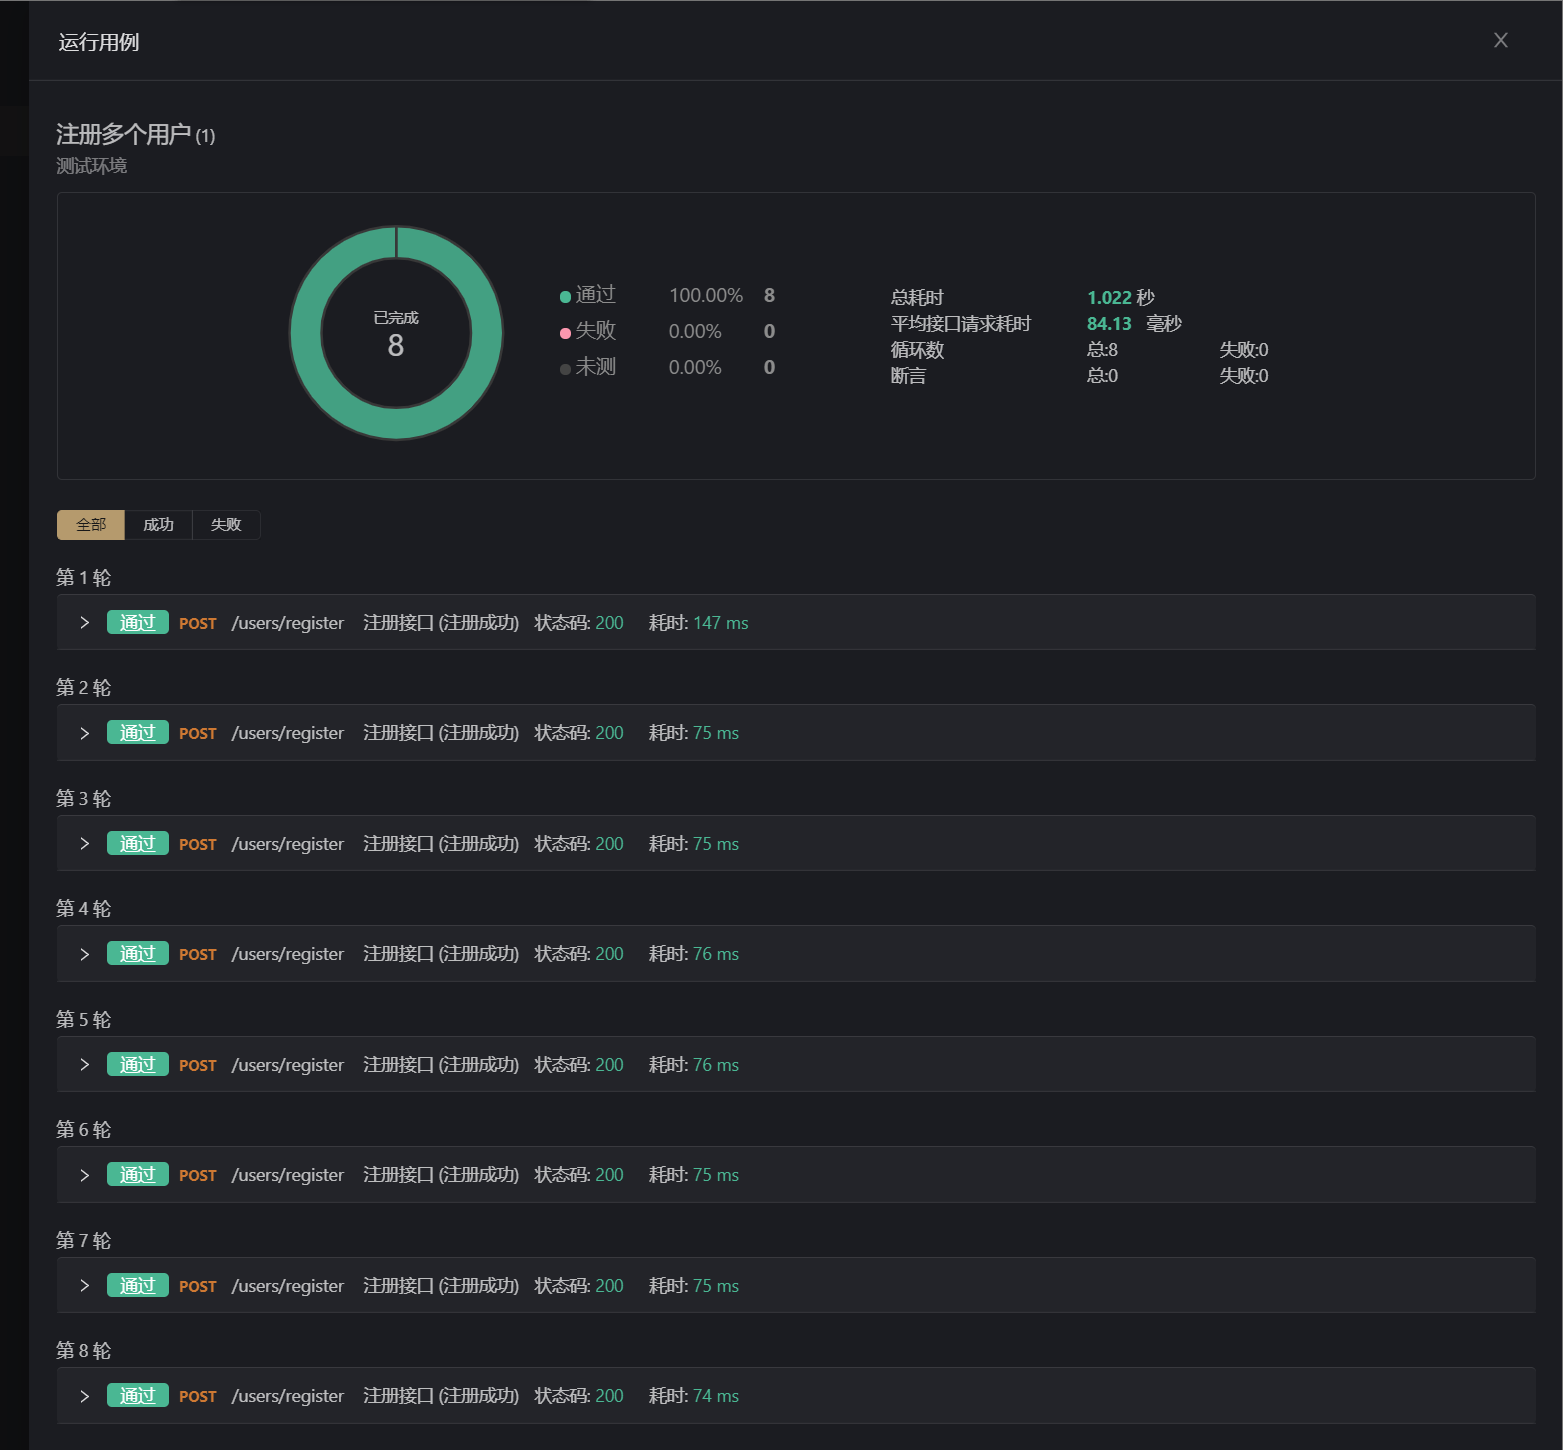 运行用例
注册多个用户 (1)
测试环境
已完成
8
通过 100.00% 8
失败 0.00% 0
未测 0.00% 0
总耗时 1.022 秒
平均接口请求耗时 84.13 毫秒
循环数 总:8 失败:0
断言 总:0 失败:0
全部 成功 失败
第 1 轮
通过 POST /users/register 注册接口 (注册成功) 状态码: 200 耗时: 147 ms
第 2 轮
通过 POST /users/register 注册接口 (注册成功) 状态码: 200 耗时: 75 ms
第 3 轮
通过 POST /users/register 注册接口 (注册成功) 状态码: 200 耗时: 75 ms
第 4 轮
通过 POST /users/register 注册接口 (注册成功) 状态码: 200 耗时: 76 ms
第 5 轮
通过 POST /users/register 注册接口 (注册成功) 状态码: 200 耗时: 76 ms
第 6 轮
通过 POST /users/register 注册接口 (注册成功) 状态码: 200 耗时: 75 ms
第 7 轮
通过 POST /users/register 注册接口 (注册成功) 状态码: 200 耗时: 75 ms
第 8 轮
通过 POST /users/register 注册接口 (注册成功) 状态码: 200 耗时: 74 ms